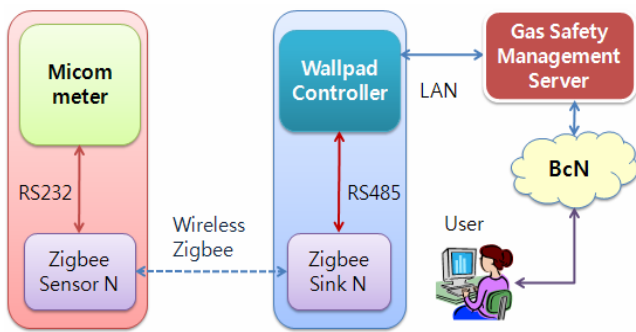 Micom
meter
RS232
Zigbee
Sensor N
Wireless
Zigbee
Wallpad
Controller
RS485
Zigbee
Sink N
LAN
Gas Safety
Management
Server
BcN
User